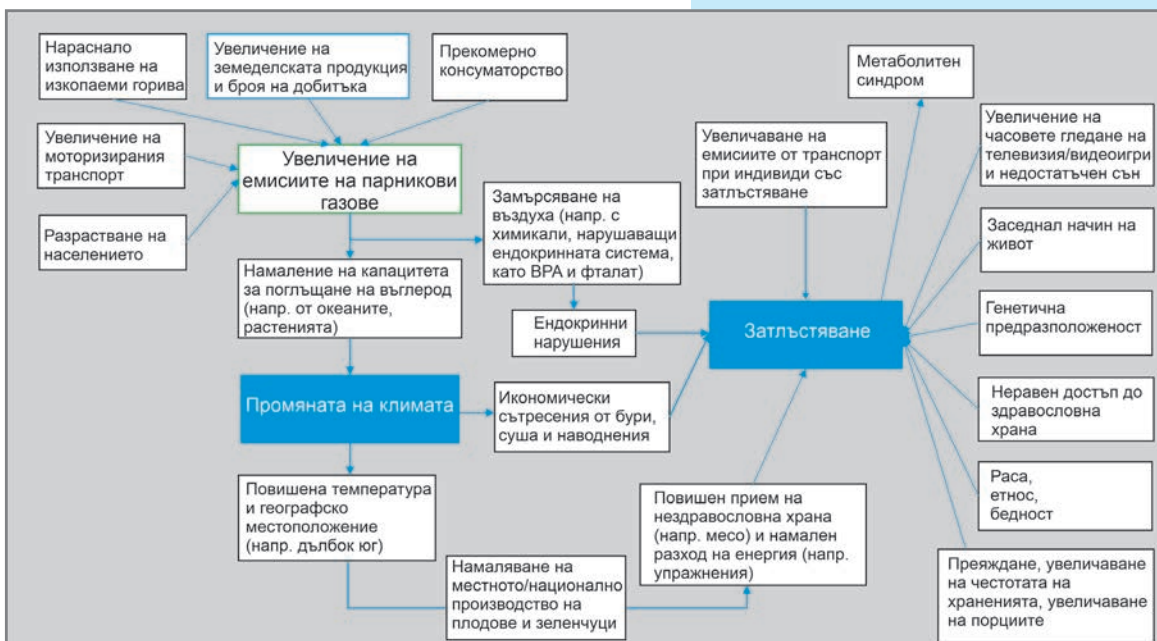 Нараснало
използване на
изкопаеми горива
Увеличение на
земеделската продукция
и броя на добитъка
Прекомерно
консуматорство
Метаболитен
синдром
Увеличение на
моторизирания
транспорт
Увеличение на
емисиите на парникови
газове
Увеличаване на
емисиите от транспорт
при индивиди със
затлъстяване
Увеличение на
часовете гледане на
телевизия/видеоигри
и недостатъчен сън
Разрастване на
населението
Замърсяване на
въздуха (напр. с
химикали, нарушаващи
ендокринната система,
като BPA и фталат)
Заседнал начин на
живот
Намаление на капацитета
за поглъщане на въглерод
(напр. от океаните,
растенията)
Ендокринни
нарушения
Затлъстяване
Генетична
предразположеност
Промяната на климата
Икономически
сътресения от бури,
суша и наводнения
Неравен достъп до
здравословна
храна
Повишена температура
и географско
местоположение
(напр. дълбок юг)
Повишен прием на
нездравословна храна
(напр. месо) и намален
разход на енергия (напр.
упражнения)
Раса,
етнос,
бедност
Намаляване на
местното/национално
производство на
плодове и зеленчуци
Преяждане, увеличаване
на честотата на
храненията, увеличаване
на порциите